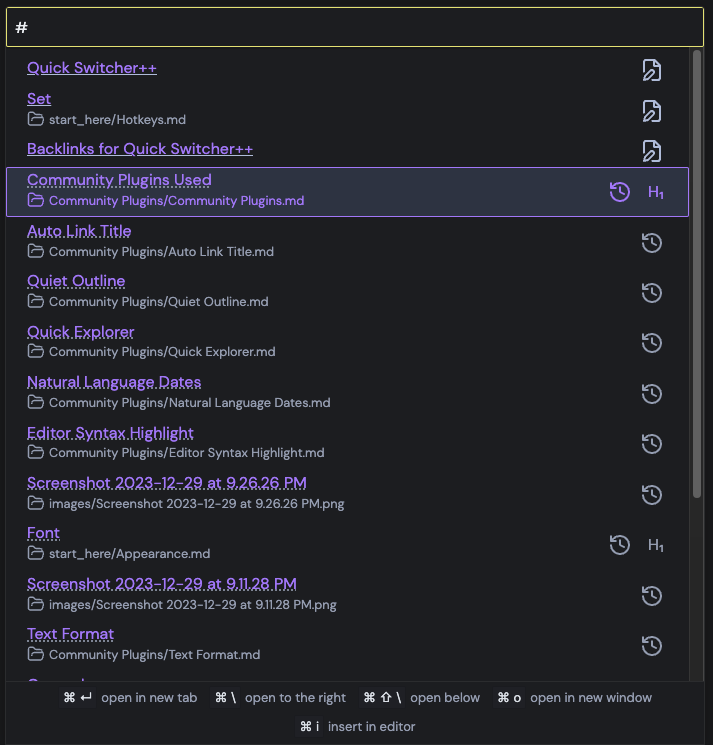 #
Quick Switcher++
Set
start_here/Hotkeys.md
Backlinks for Quick Switcher++
Community Plugins Used
Community Plugins/Community Plugins.md
H1
Auto Link Title
Community Plugins/Auto Link Title.md
Quiet Outline
Community Plugins/Quiet Outline.md
Quick Explorer
Community Plugins/Quick Explorer.md
Natural Language Dates
Community Plugins/Natural Language Dates.md
Editor Syntax Highlight
Community Plugins/Editor Syntax Highlight.md
Screenshot 2023-12-29 at 9.26.26 PM
images/Screenshot 2023-12-29 at 9.26.26 PM.png
Font
start_here/Appearance.md
H1
Screenshot 2023-12-29 at 9.11.28 PM
images/Screenshot 2023-12-29 at 9.11.28 PM.png
Text Format
Community Plugins/Text Format.md
⌘ ↵ open in new tab ⌘ \ open to the right ⌘ ⇧ \ open below ⌘ o open in new window
⌘ i insert in editor